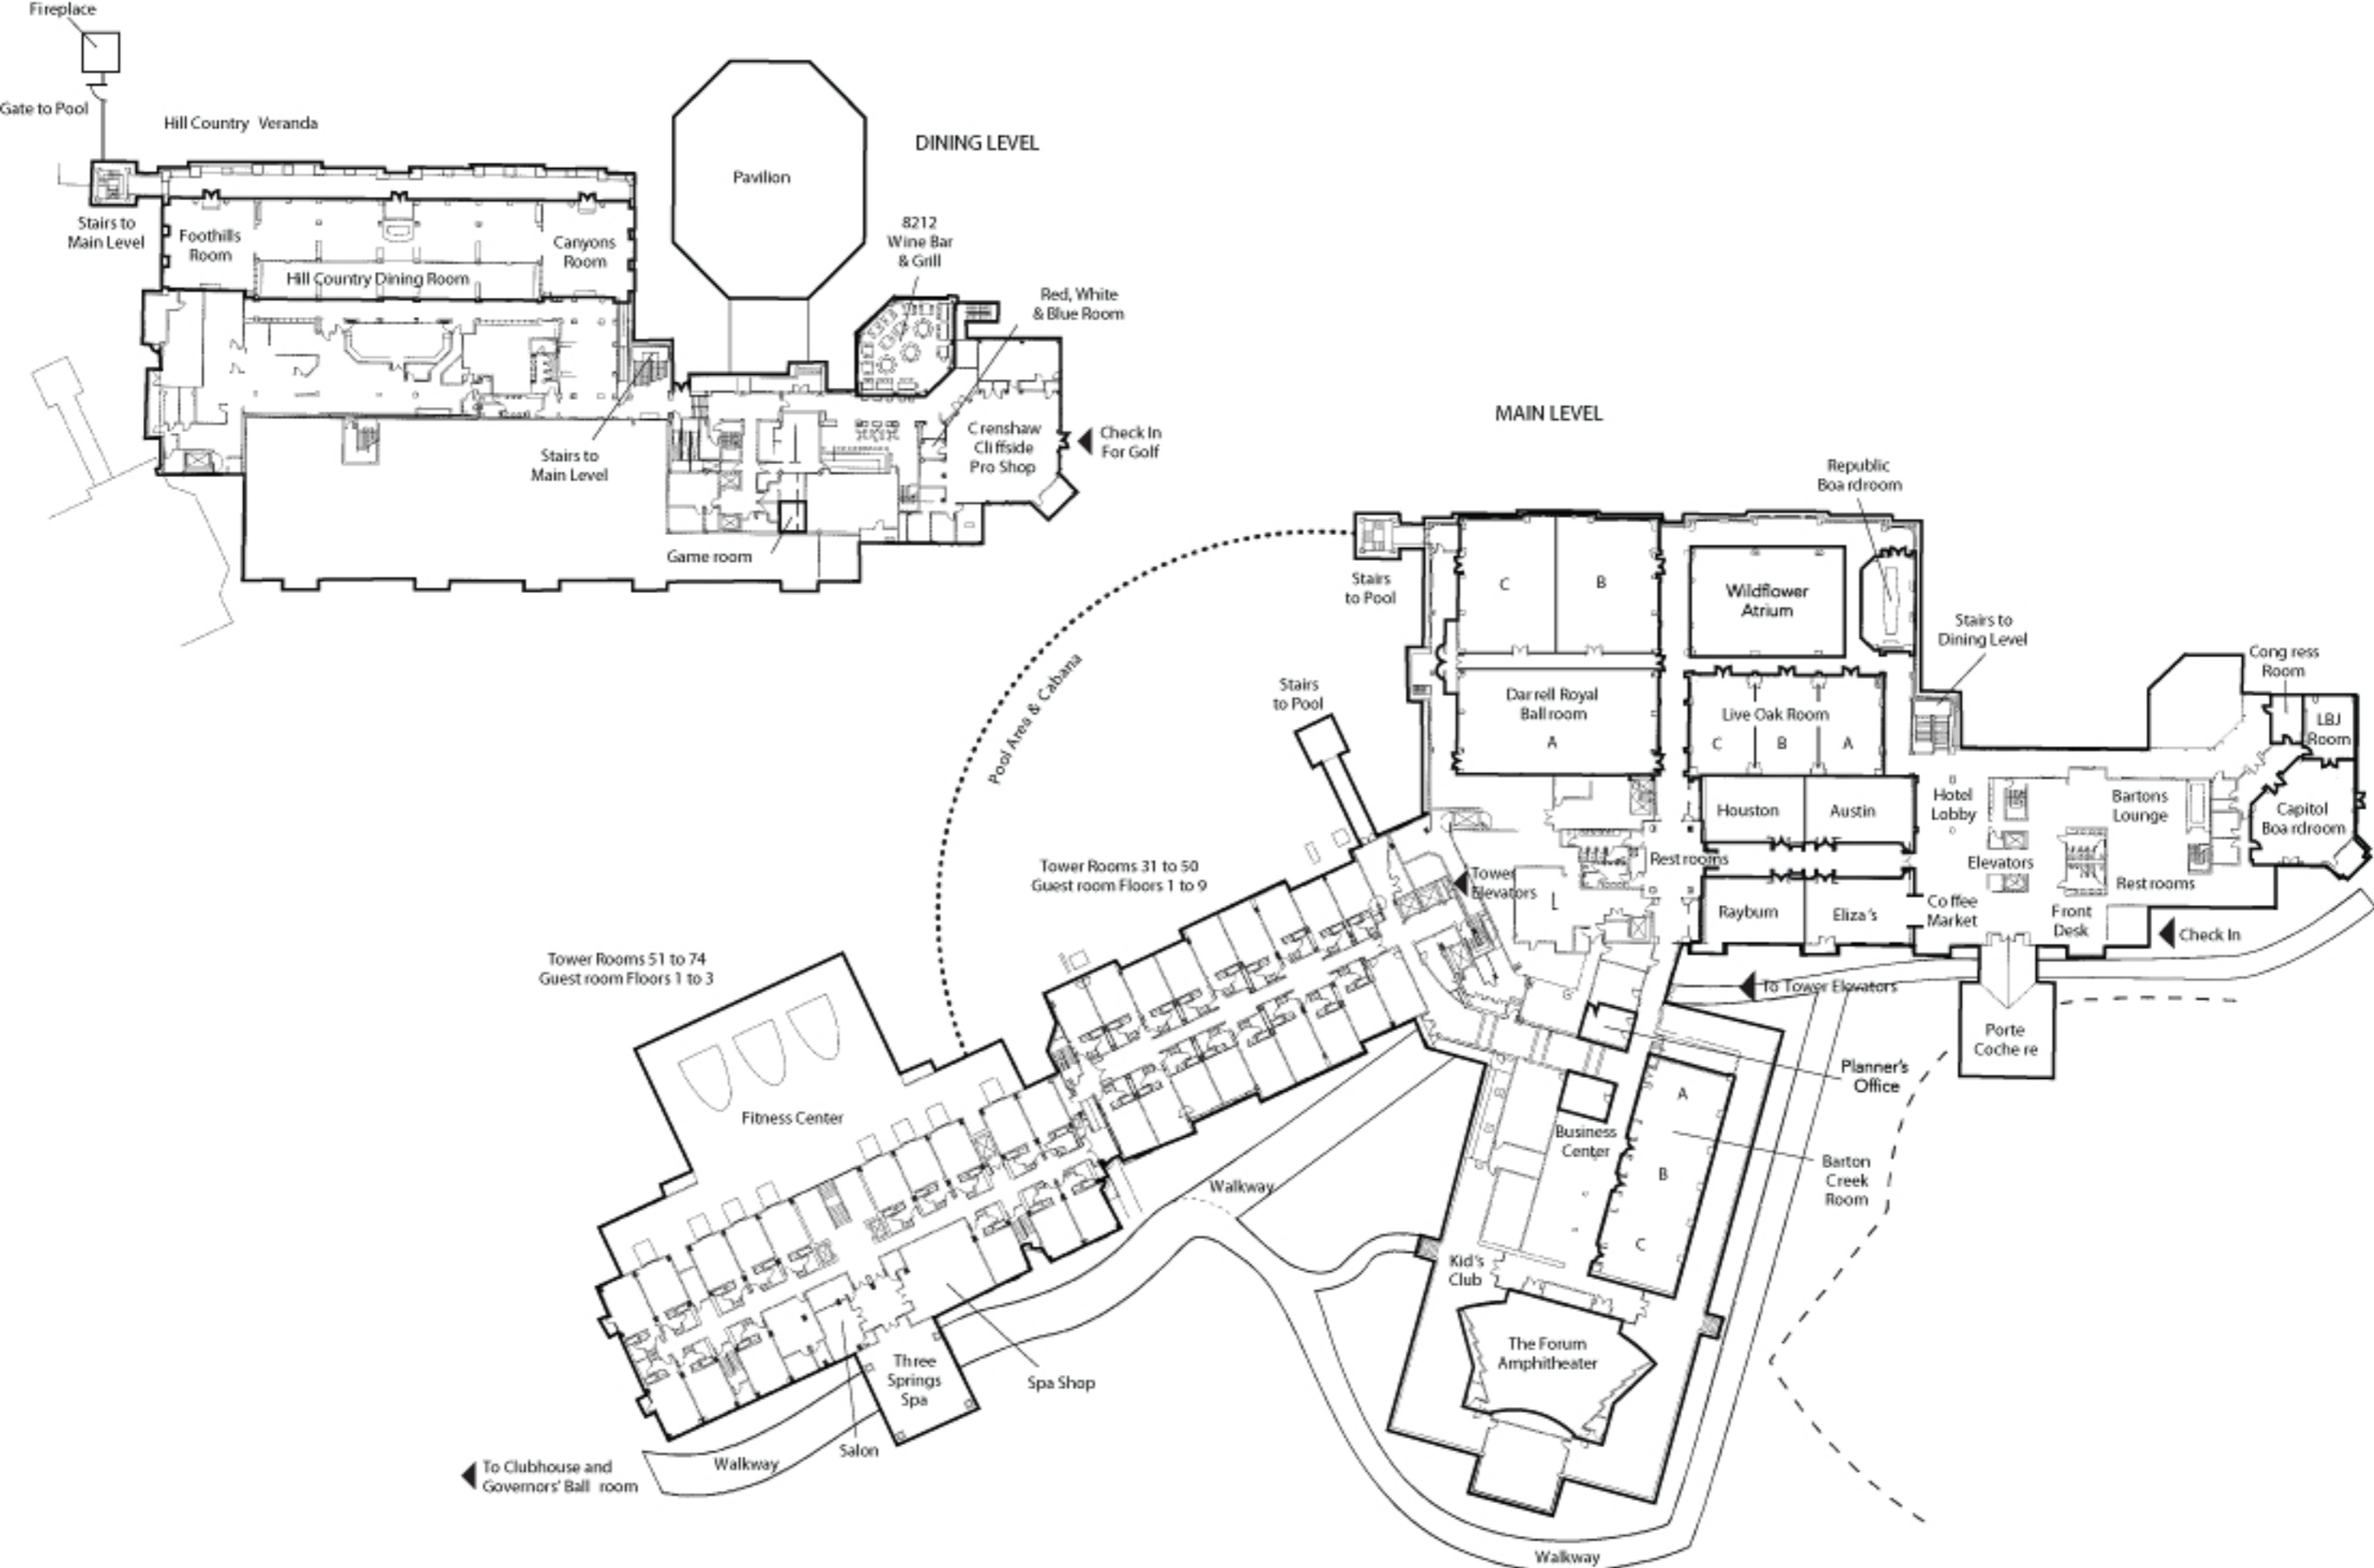 Fireplace
Gate to Pool
Hill Country Veranda
DINING LEVEL
Pavilion
Stairs to
Main Level
Foothills
Room
Canyons
Room
Hill Country Dining Room
8212
Wine Bar
& Grill
Red, White
& Blue Room
Stairs to
Main Level
Crenshaw
Cliffside
Pro Shop
Check In
For Golf
Game room
MAIN LEVEL
Republic
Boardroom
Stairs
to Pool
C
B
Wildflower
Atrium
Stairs to
Dining Level
Congress
Room
LBJ
Room
Pool Area & Cabana
Stairs
to Pool
Darrell Royal
Ballroom
A
Live Oak Room
C
B
A
Houston
Austin
Hotel
Lobby
Bartons
Lounge
Capitol
Boardroom
Tower Rooms 31 to 50
Guest room Floors 1 to 9
Tower
Elevators
Restrooms
Elevators
Restrooms
Rayburn
Eliza's
Coffee
Market
Front
Desk
Check In
Tower Rooms 51 to 74
Guest room Floors 1 to 3
To Tower Elevators
Porte
Cochere
Planner's
Office
Fitness Center
Business
Center
A
B
C
Barton
Creek
Room
Walkway
Kid's
Club
The Forum
Amphitheater
Three
Springs
Spa
Spa Shop
Salon
Walkway
To Clubhouse and
Governors' Ball room
Walkway